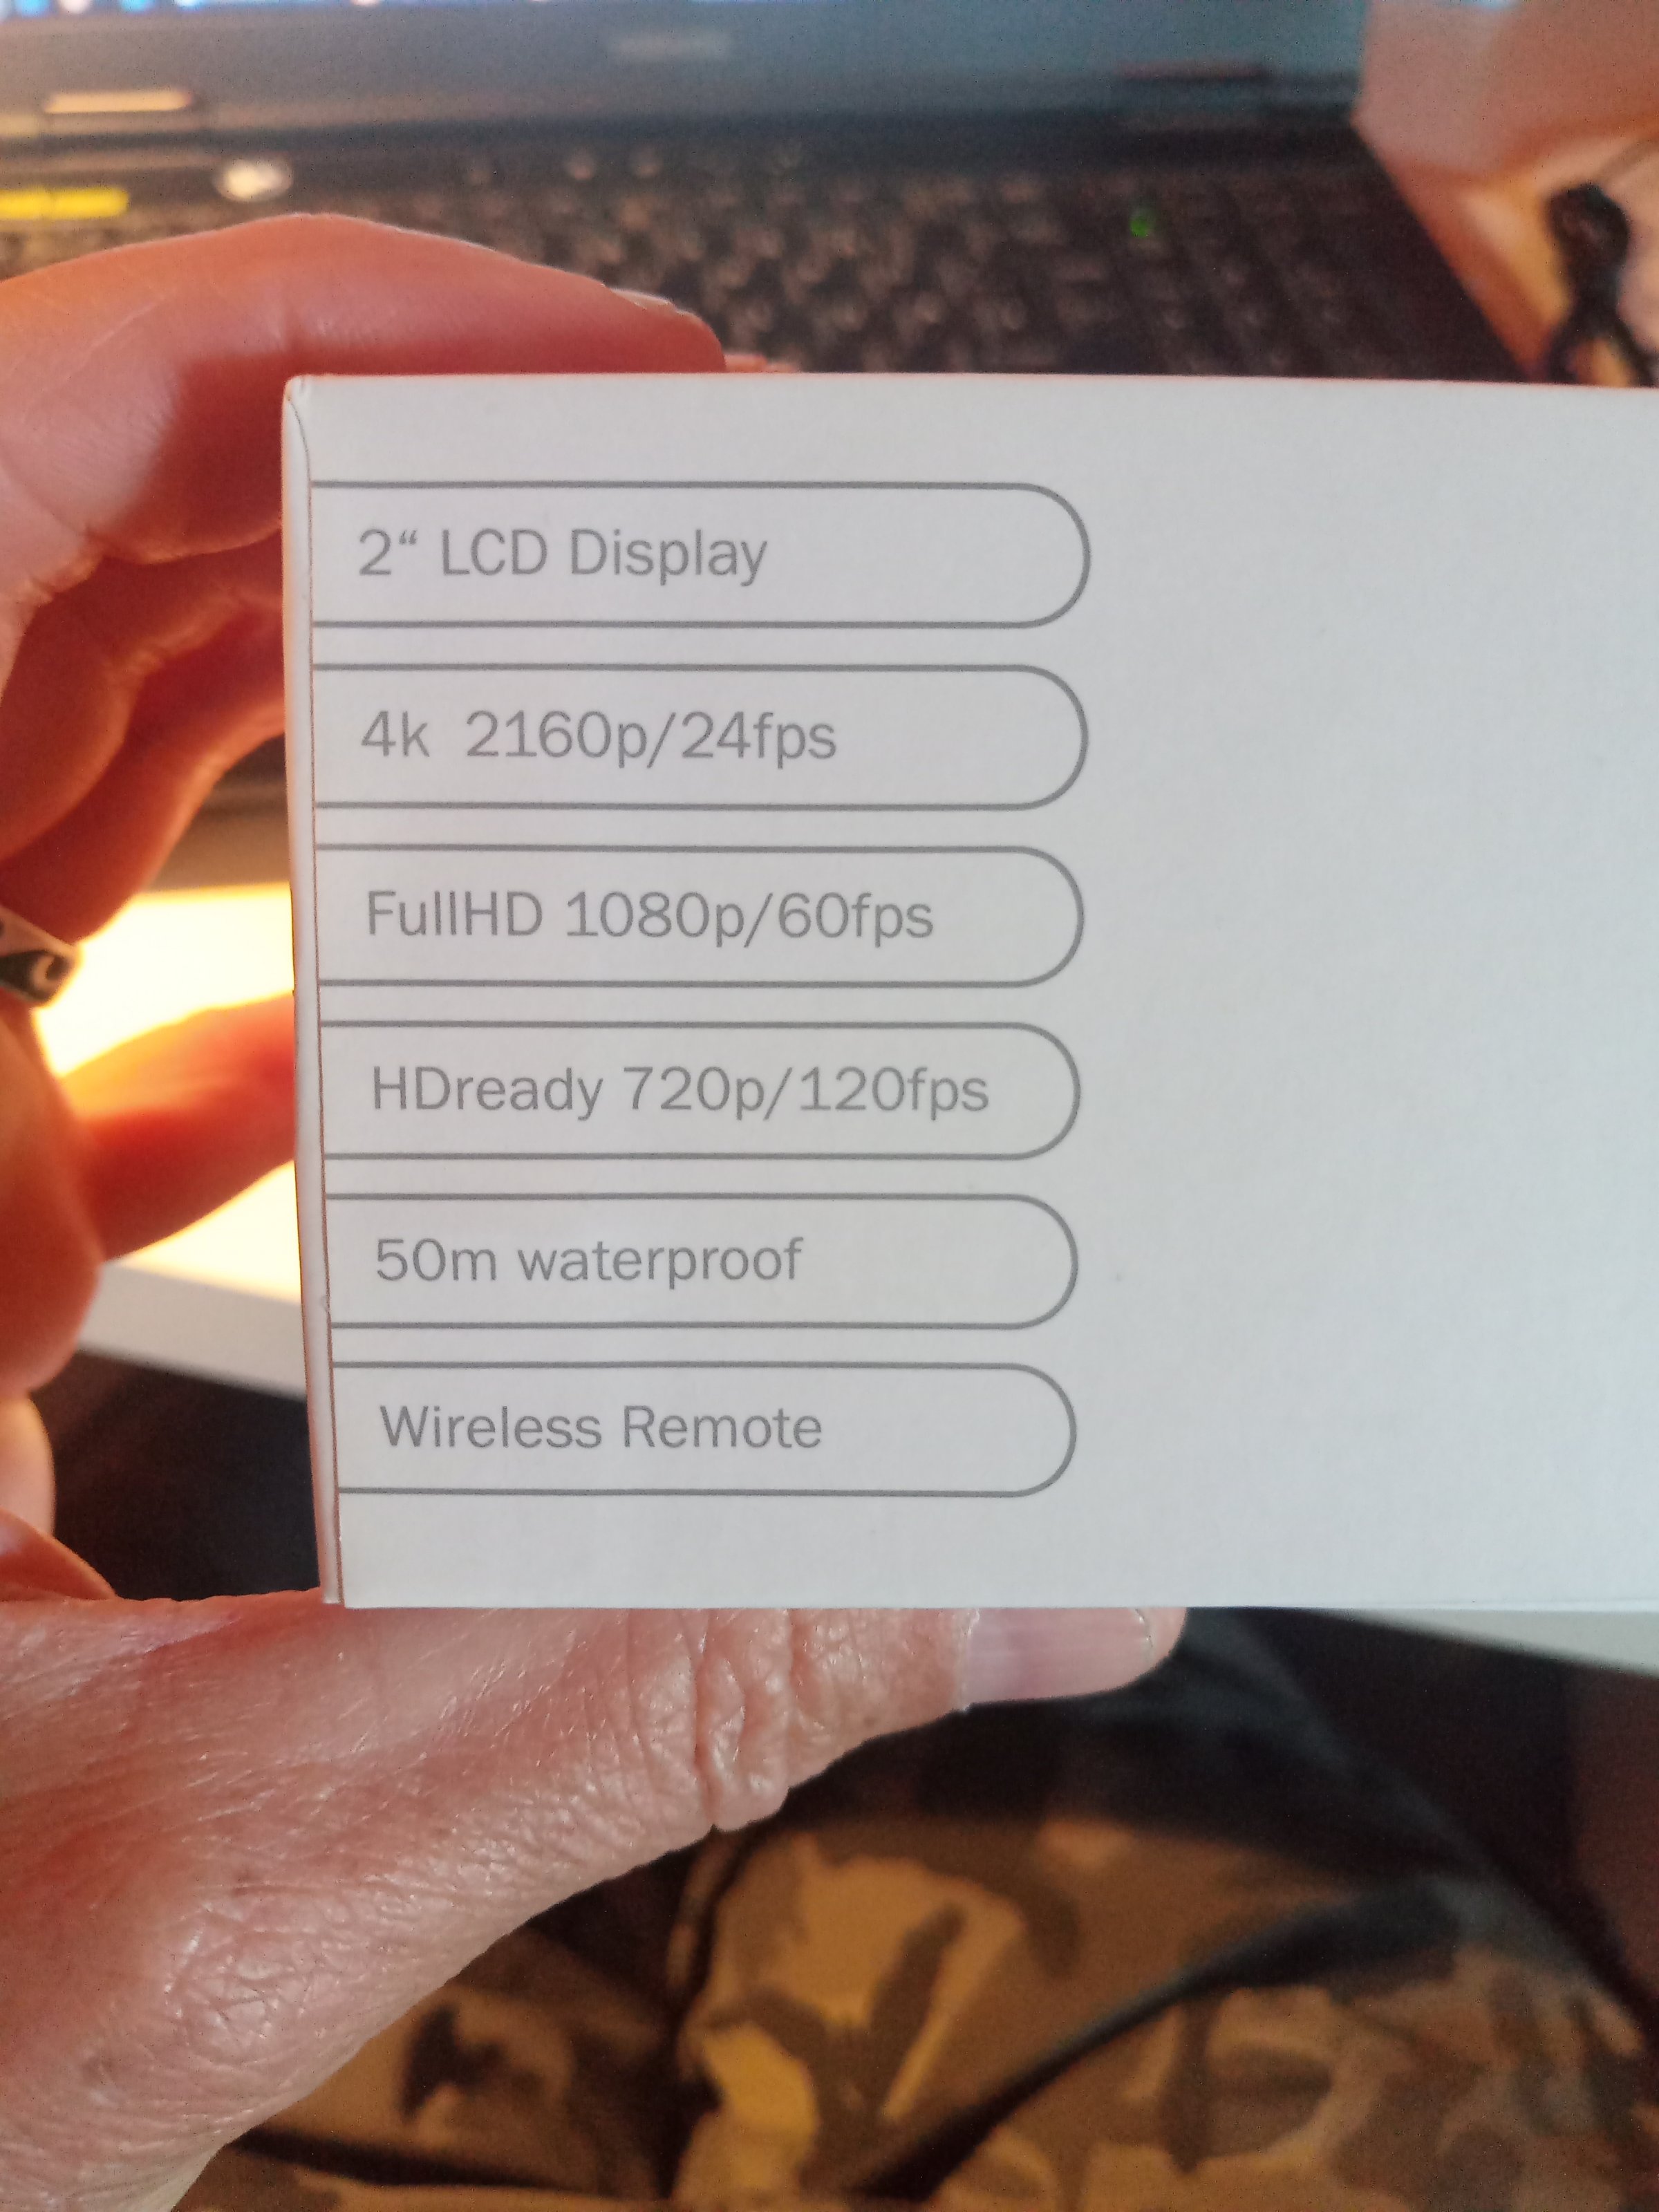 2“ LCD Display
4k 2160p/24fps
FullHD 1080p/60fps
HDready 720p/120fps
50m waterproof
Wireless Remote